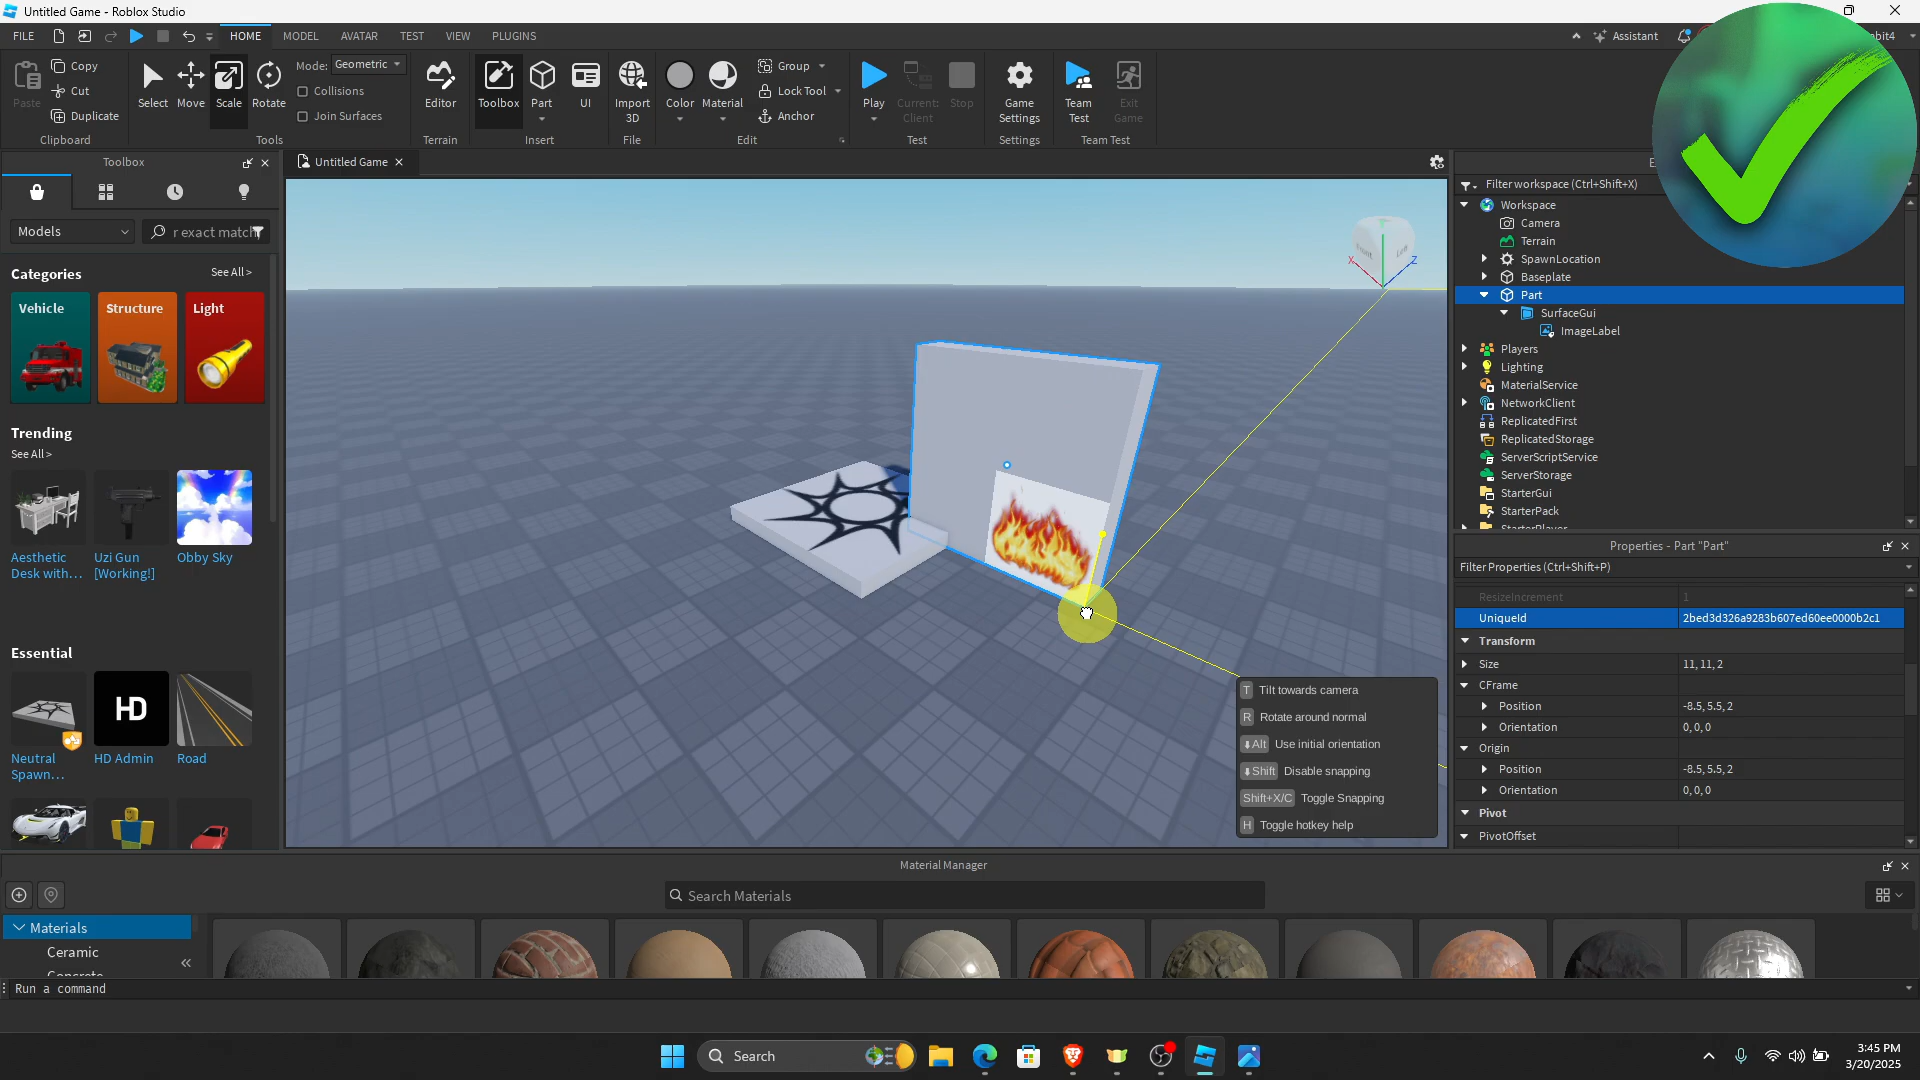 Untitled Game - Roblox Studio
FILE HOME MODEL AVATAR TEST VIEW PLUGINS Assistant
Copy Cut Duplicate Paste
Clipboard
Select Move Scale Rotate
Mode: Geometric
Collisions
Join Surfaces
Tools
Editor
Terrain
Toolbox Part UI
Insert
Import 3D
File
Color Material
Group
Lock Tool
Anchor
Edit
Play Current: Client Stop
Test
Game Settings
Settings
Team Test Exit Game
Team Test
Toolbox
Models
r exact match
Categories See All >
Vehicle Structure Light
Trending
See All >
Aesthetic Desk with...
Uzi Gun [Working!]
Obby Sky
Essential
HD
Neutral Spawn...
HD Admin
Road
Untitled Game
T Tilt towards camera
R Rotate around normal
Alt Use initial orientation
Shift Disable snapping
Shift+X/C Toggle Snapping
H Toggle hotkey help
Filter workspace (Ctrl+Shift+X)
Workspace
Camera
Terrain
SpawnLocation
Baseplate
Part
SurfaceGui
ImageLabel
Players
Lighting
MaterialService
NetworkClient
ReplicatedFirst
ReplicatedStorage
ServerScriptService
ServerStorage
StarterGui
StarterPack
StarterPlayer
Properties - Part "Part"
Filter Properties (Ctrl+Shift+P)
ResizeIncrement 1
UniqueId 2bed3d326a9283b607ed60ee0000b2c1
Transform
Size 11, 11, 2
CFrame
Position -8.5, 5.5, 2
Orientation 0, 0, 0
Origin
Position -8.5, 5.5, 2
Orientation 0, 0, 0
Pivot
PivotOffset
Material Manager
Search Materials
Materials
Ceramic
Concrete
Run a command
Search
3:45 PM
3/20/2025